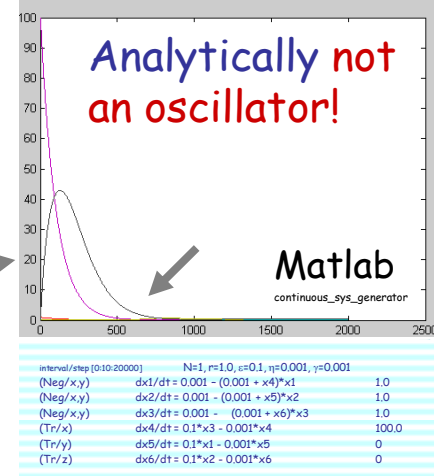 100
90
80
70
60
50
40
30
20
10
0
Analytically not
an oscillator!
Matlab
continuous_sys_generator
0 500 1000 1500 2000 2500
interval/step [0:10:20000] N=1, r=1.0, ε=0.1, η=0.001, γ=0.001
(Neg/x,y) dx1/dt = 0.001 - (0.001 + x4)*x1 1.0
(Neg/x,y) dx2/dt = 0.001 - (0.001 + x5)*x2 1.0
(Neg/x,y) dx3/dt = 0.001 - (0.001 + x6)*x3 1.0
(Tr/x) dx4/dt = 0.1*x3 - 0.001*x4 100.0
(Tr/y) dx5/dt = 0.1*x1 - 0.001*x5 0
(Tr/z) dx6/dt = 0.1*x2 - 0.001*x6 0